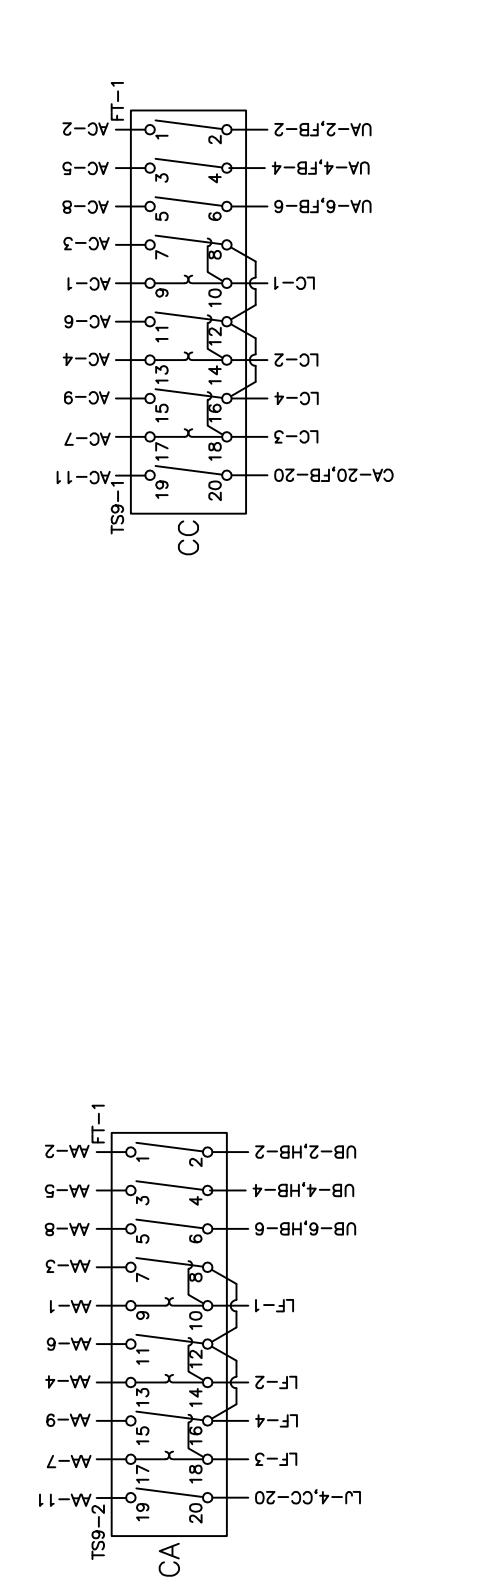 FT-1
AC-2 1 2 UA-2,FB-2
AC-5 3 4 UA-4,FB-4
AC-8 5 6 UA-6,FB-6
AC-3 7 8
AC-1 9 10 LC-1
AC-6 11 12
AC-4 13 14 LC-2
AC-9 15 16 LC-4
AC-7 17 18 LC-3
AC-11 19 20 CA-20,FB-20
TS9-1
CC
FT-1
AA-2 1 2 UB-2,HB-2
AA-5 3 4 UB-4,HB-4
AA-8 5 6 UB-6,HB-6
AA-3 7 8
AA-1 9 10 LF-1
AA-6 11 12
AA-4 13 14 LF-2
AA-9 15 16 LF-4
AA-7 17 18 LF-3
AA-11 19 20 LJ-4,CC-20
TS9-2
CA